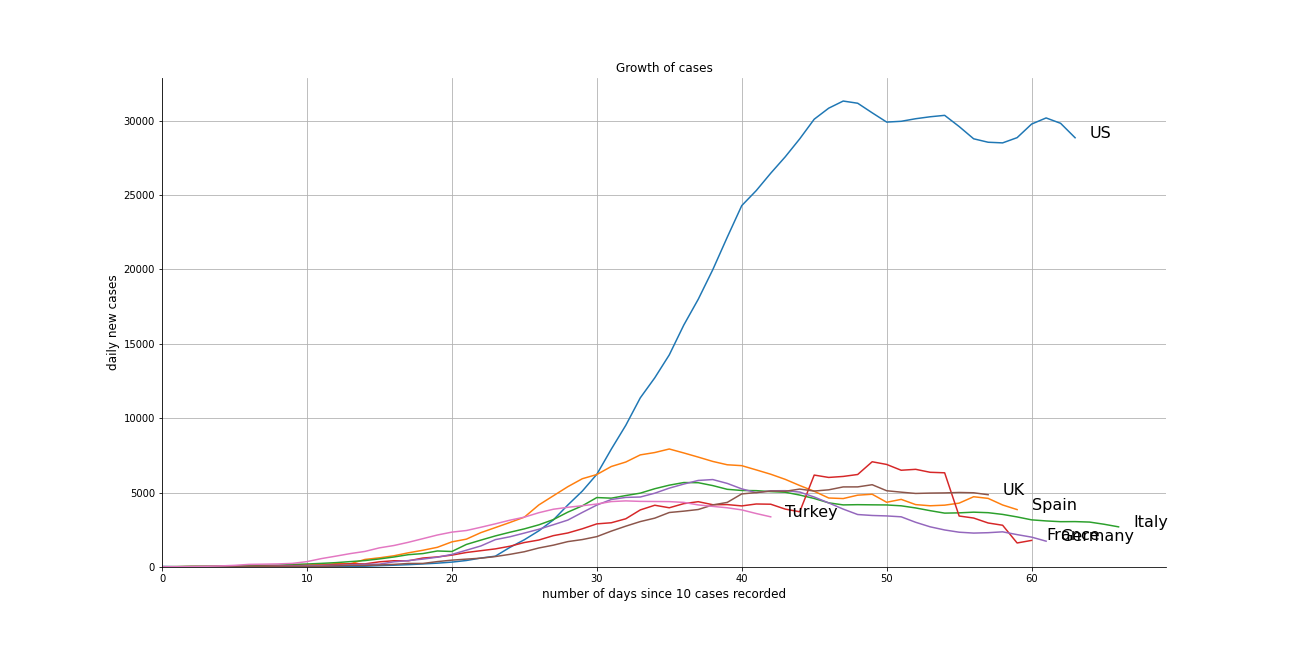 Growth of cases
daily new cases
30000
25000
20000
15000
10000
5000
0
US
UK
Spain
Italy
Turkey
France
Germany
0 10 20 30 40 50 60
number of days since 10 cases recorded